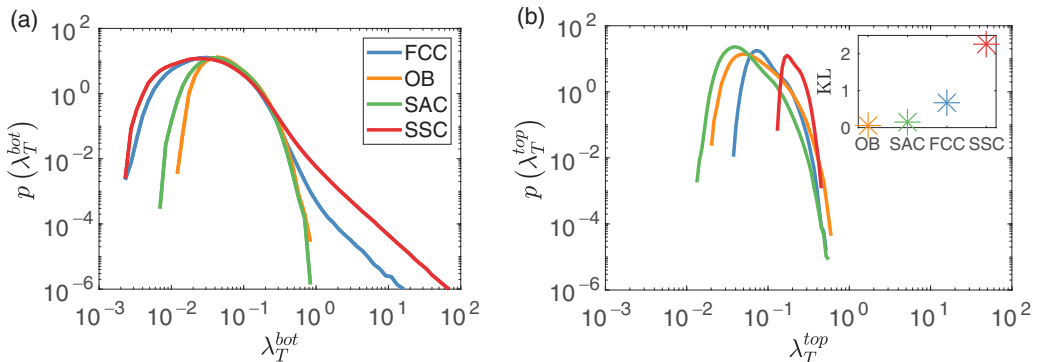 (a)
10^2
10^0
10^-2
10^-4
10^-6
p (λ_T^bot)
10^-3
10^-2
10^-1
10^0
10^1
10^2
λ_T^bot
FCC
OB
SAC
SSC
(b)
10^2
10^0
10^-2
10^-4
10^-6
p (λ_T^top)
10^-3
10^-2
10^-1
10^0
10^1
10^2
λ_T^top
2
1
0
KL
OB SAC FCC SSC